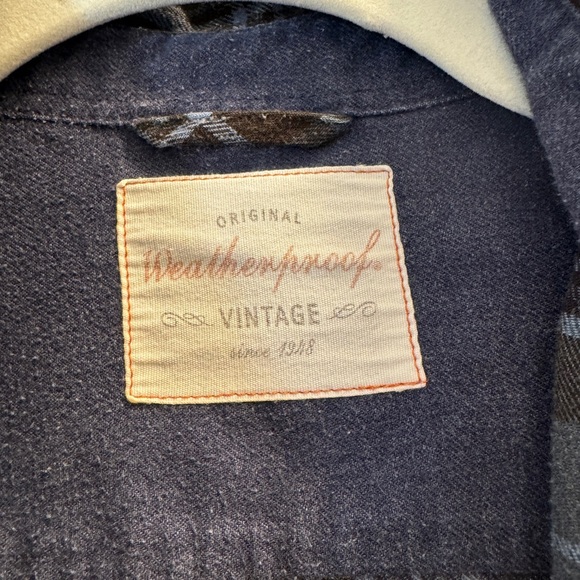 ORIGINAL
Weatherproof®
VINTAGE
since 1948